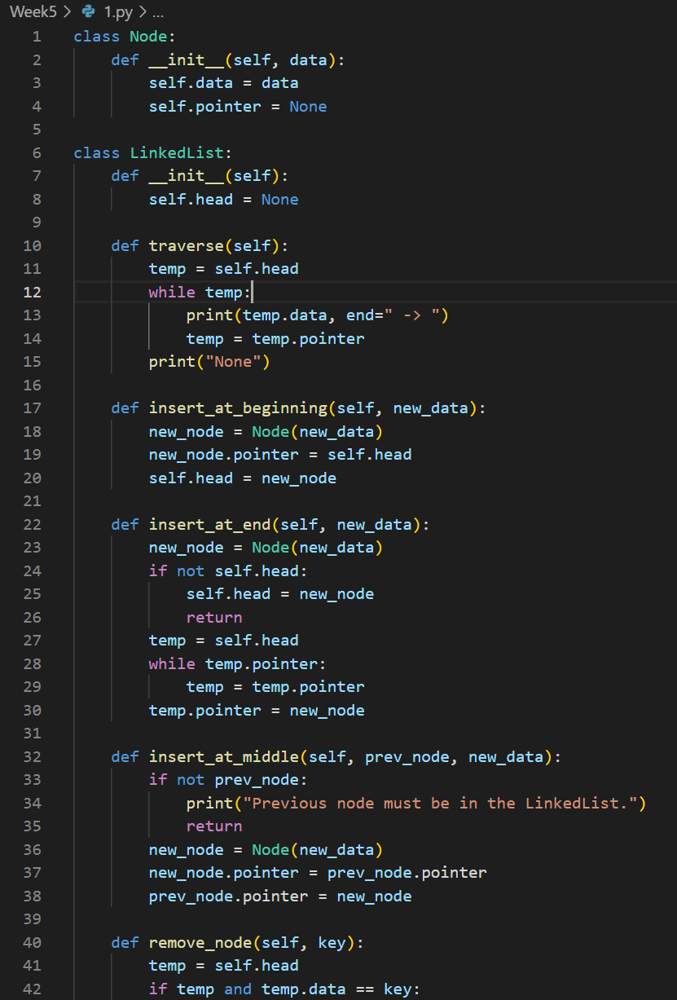 Week5 > 1.py > ...
1 class Node:
2     def __init__(self, data):
3         self.data = data
4         self.pointer = None
5
6 class LinkedList:
7     def __init__(self):
8         self.head = None
9
10     def traverse(self):
11         temp = self.head
12         while temp:
13             print(temp.data, end=" -> ")
14             temp = temp.pointer
15         print("None")
16
17     def insert_at_beginning(self, new_data):
18         new_node = Node(new_data)
19         new_node.pointer = self.head
20         self.head = new_node
21
22     def insert_at_end(self, new_data):
23         new_node = Node(new_data)
24         if not self.head:
25             self.head = new_node
26             return
27         temp = self.head
28         while temp.pointer:
29             temp = temp.pointer
30         temp.pointer = new_node
31
32     def insert_at_middle(self, prev_node, new_data):
33         if not prev_node:
34             print("Previous node must be in the LinkedList.")
35             return
36         new_node = Node(new_data)
37         new_node.pointer = prev_node.pointer
38         prev_node.pointer = new_node
39
40     def remove_node(self, key):
41         temp = self.head
42         if temp and temp.data == key: